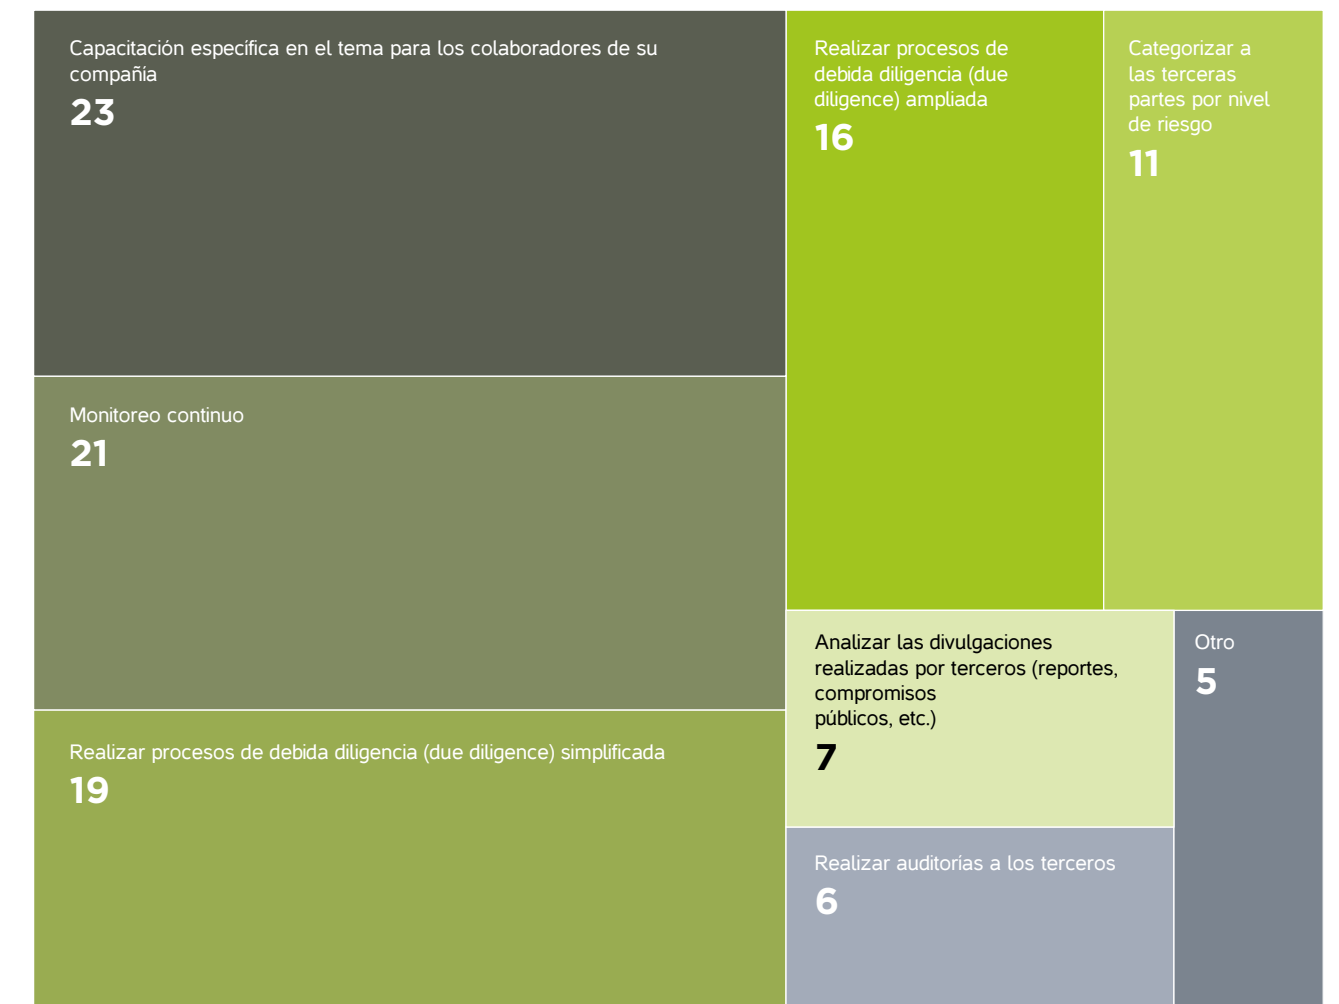 Capacitación específica en el tema para los colaboradores de su
compañía
23
Monitoreo continuo
21
Realizar procesos de debida diligencia (due diligence) simplificada
19
Realizar procesos de
debida diligencia (due
diligence) ampliada
16
Categorizar a
las terceras
partes por nivel
de riesgo
11
Analizar las divulgaciones
realizadas por terceros (reportes,
compromisos
públicos, etc.)
7
Otro
5
Realizar auditorías a los terceros
6